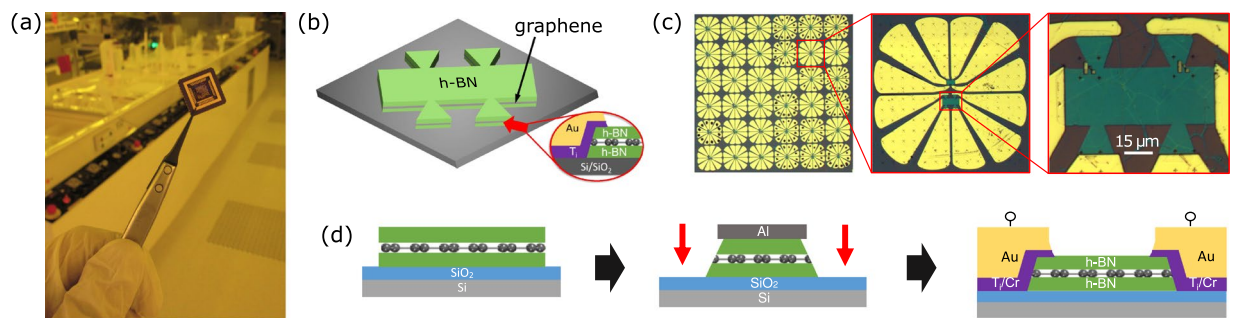 (a)
(b)
graphene
h-BN
Au
h-BN
Ti
h-BN
Si/SiO₂
(c)
15 µm
(d)
SiO₂
Si
Al
SiO₂
Si
Au
h-BN
Au
Ti/Cr
h-BN
Ti/Cr